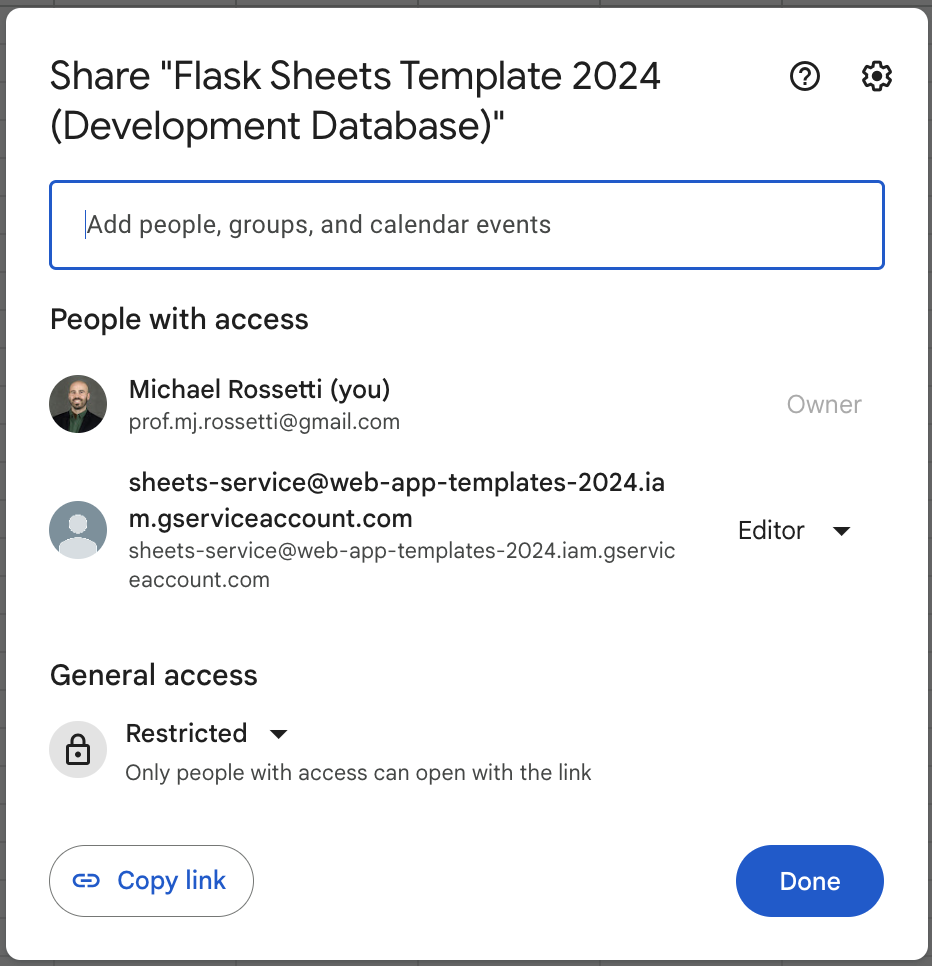 Share "Flask Sheets Template 2024
(Development Database)"
Add people, groups, and calendar events
People with access
Michael Rossetti (you)
prof.mj.rossetti@gmail.com
Owner
sheets-service@web-app-templates-2024.ia
m.gserviceaccount.com
sheets-service@web-app-templates-2024.iam.gservic
eaccount.com
Editor
General access
Restricted
Only people with access can open with the link
Copy link
Done